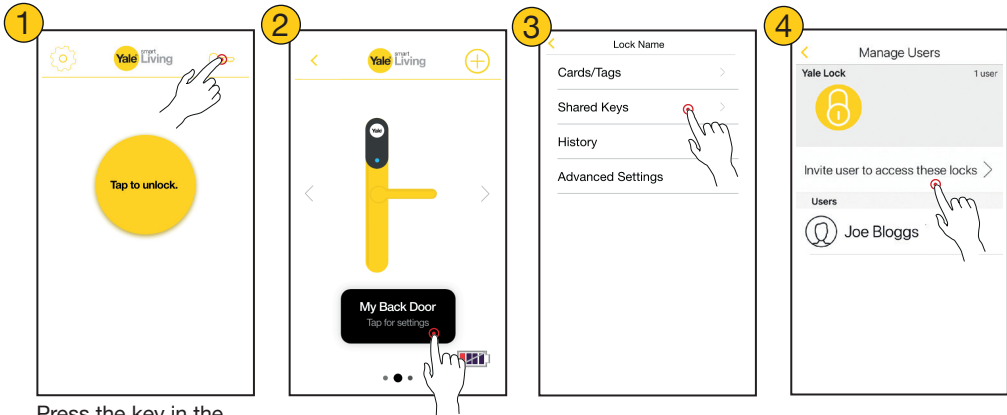 1
Yale smart Living
Tap to unlock.
Press the key in the
2
Yale smart Living
Yale
My Back Door
Tap for settings
3
Lock Name
Cards/Tags
Shared Keys
History
Advanced Settings
4
Manage Users
Yale Lock 1 user
Invite user to access these locks
Users
Joe Bloggs